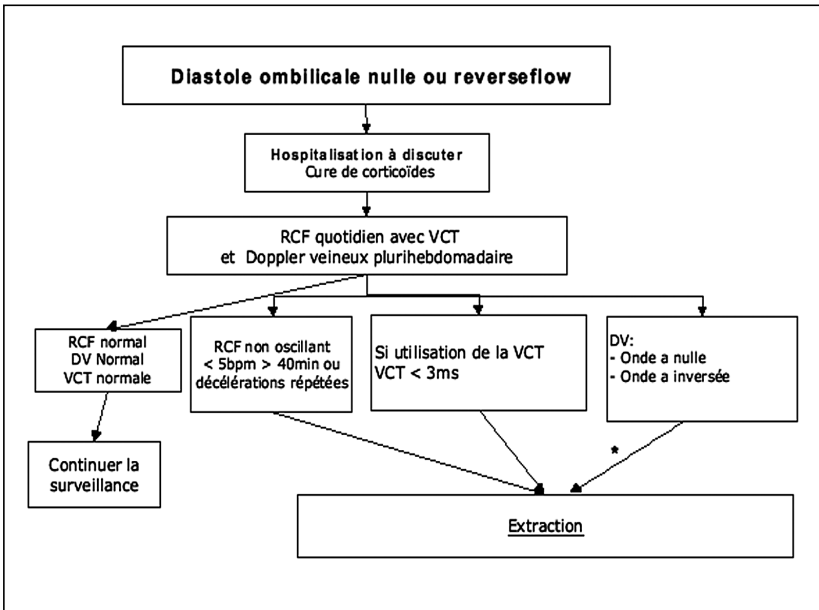 Diastole ombilicale nulle ou reverseflow
Hospitalisation à discuter
Cure de corticoïdes
RCF quotidien avec VCT
et Doppler veineux plurihebdomadaire
RCF normal
DV Normal
VCT normale
RCF non oscillant
< 5bpm > 40min ou
décélérations répétées
Si utilisation de la VCT
VCT < 3ms
DV:
- Onde a nulle
- Onde a inversée
Continuer la
surveillance
*
Extraction